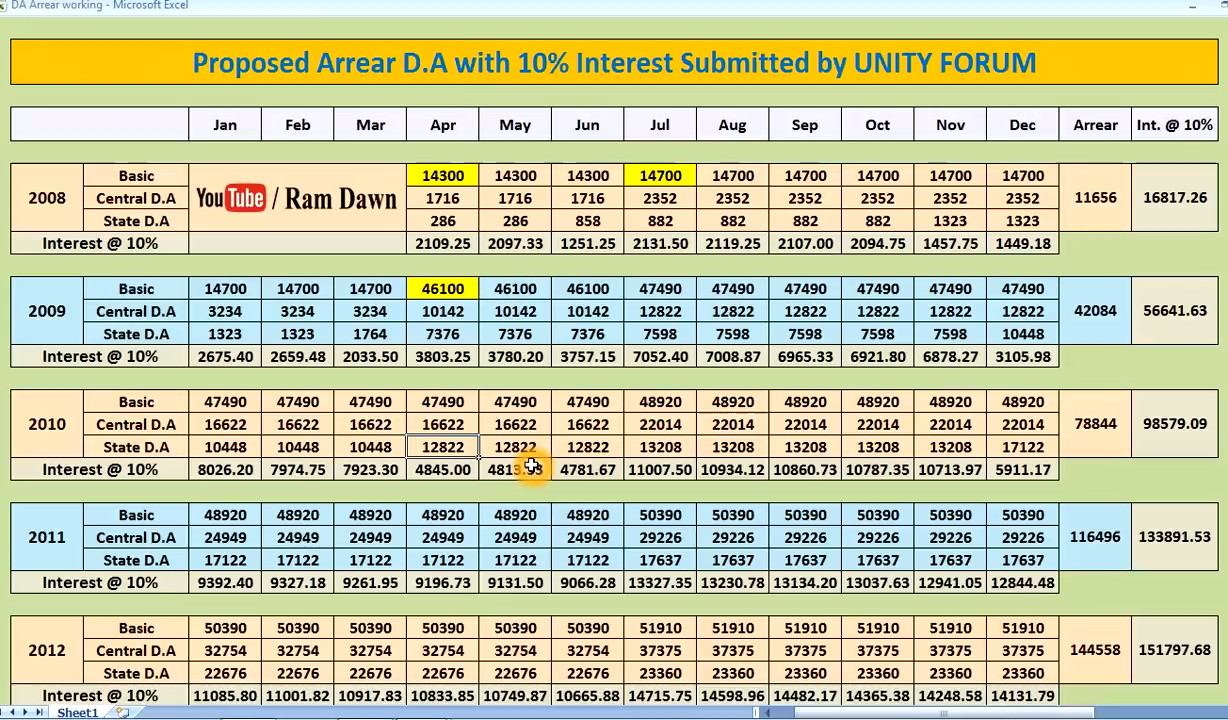 DA Arrear working - Microsoft Excel
Proposed Arrear D.A with 10% Interest Submitted by UNITY FORUM
Jan Feb Mar Apr May Jun Jul Aug Sep Oct Nov Dec Arrear Int. @ 10%
Basic 14300 14300 14300 14700 14700 14700 14700 14700 14700
2008 Central D.A YouTube / Ram Dawn 1716 1716 1716 2352 2352 2352 2352 2352 2352 11656 16817.26
State D.A 286 286 858 882 882 882 882 1323 1323
Interest @ 10% 2109.25 2097.33 1251.25 2131.50 2119.25 2107.00 2094.75 1457.75 1449.18
Basic 14700 14700 14700 46100 46100 46100 47490 47490 47490 47490 47490 47490
2009 Central D.A 3234 3234 3234 10142 10142 10142 12822 12822 12822 12822 12822 12822 42084 56641.63
State D.A 1323 1323 1764 7376 7376 7376 7598 7598 7598 7598 7598 10448
Interest @ 10% 2675.40 2659.48 2033.50 3803.25 3780.20 3757.15 7052.40 7008.87 6965.33 6921.80 6878.27 3105.98
Basic 47490 47490 47490 47490 47490 47490 48920 48920 48920 48920 48920 48920
2010 Central D.A 16622 16622 16622 16622 16622 16622 22014 22014 22014 22014 22014 22014 78844 98579.09
State D.A 10448 10448 10448 12822 12822 12822 13208 13208 13208 13208 13208 17122
Interest @ 10% 8026.20 7974.75 7923.30 4845.00 4781.67 11007.50 10934.12 10860.73 10787.35 10713.97 5911.17
Basic 48920 48920 48920 48920 48920 48920 50390 50390 50390 50390 50390 50390
2011 Central D.A 24949 24949 24949 24949 24949 24949 29226 29226 29226 29226 29226 29226 116496 133891.53
State D.A 17122 17122 17122 17122 17122 17122 17637 17637 17637 17637 17637 17637
Interest @ 10% 9392.40 9327.18 9261.95 9196.73 9131.50 9066.28 13327.35 13230.78 13134.20 13037.63 12941.05 12844.48
Basic 50390 50390 50390 50390 50390 50390 51910 51910 51910 51910 51910 51910
2012 Central D.A 32754 32754 32754 32754 32754 32754 37375 37375 37375 37375 37375 37375 144558 151797.68
State D.A 22676 22676 22676 22676 22676 22676 23360 23360 23360 23360 23360 23360
Interest @ 10% 11085.80 11001.82 10917.83 10833.85 10749.87 10665.88 14715.75 14598.96 14482.17 14365.38 14248.58 14131.79
Sheet1